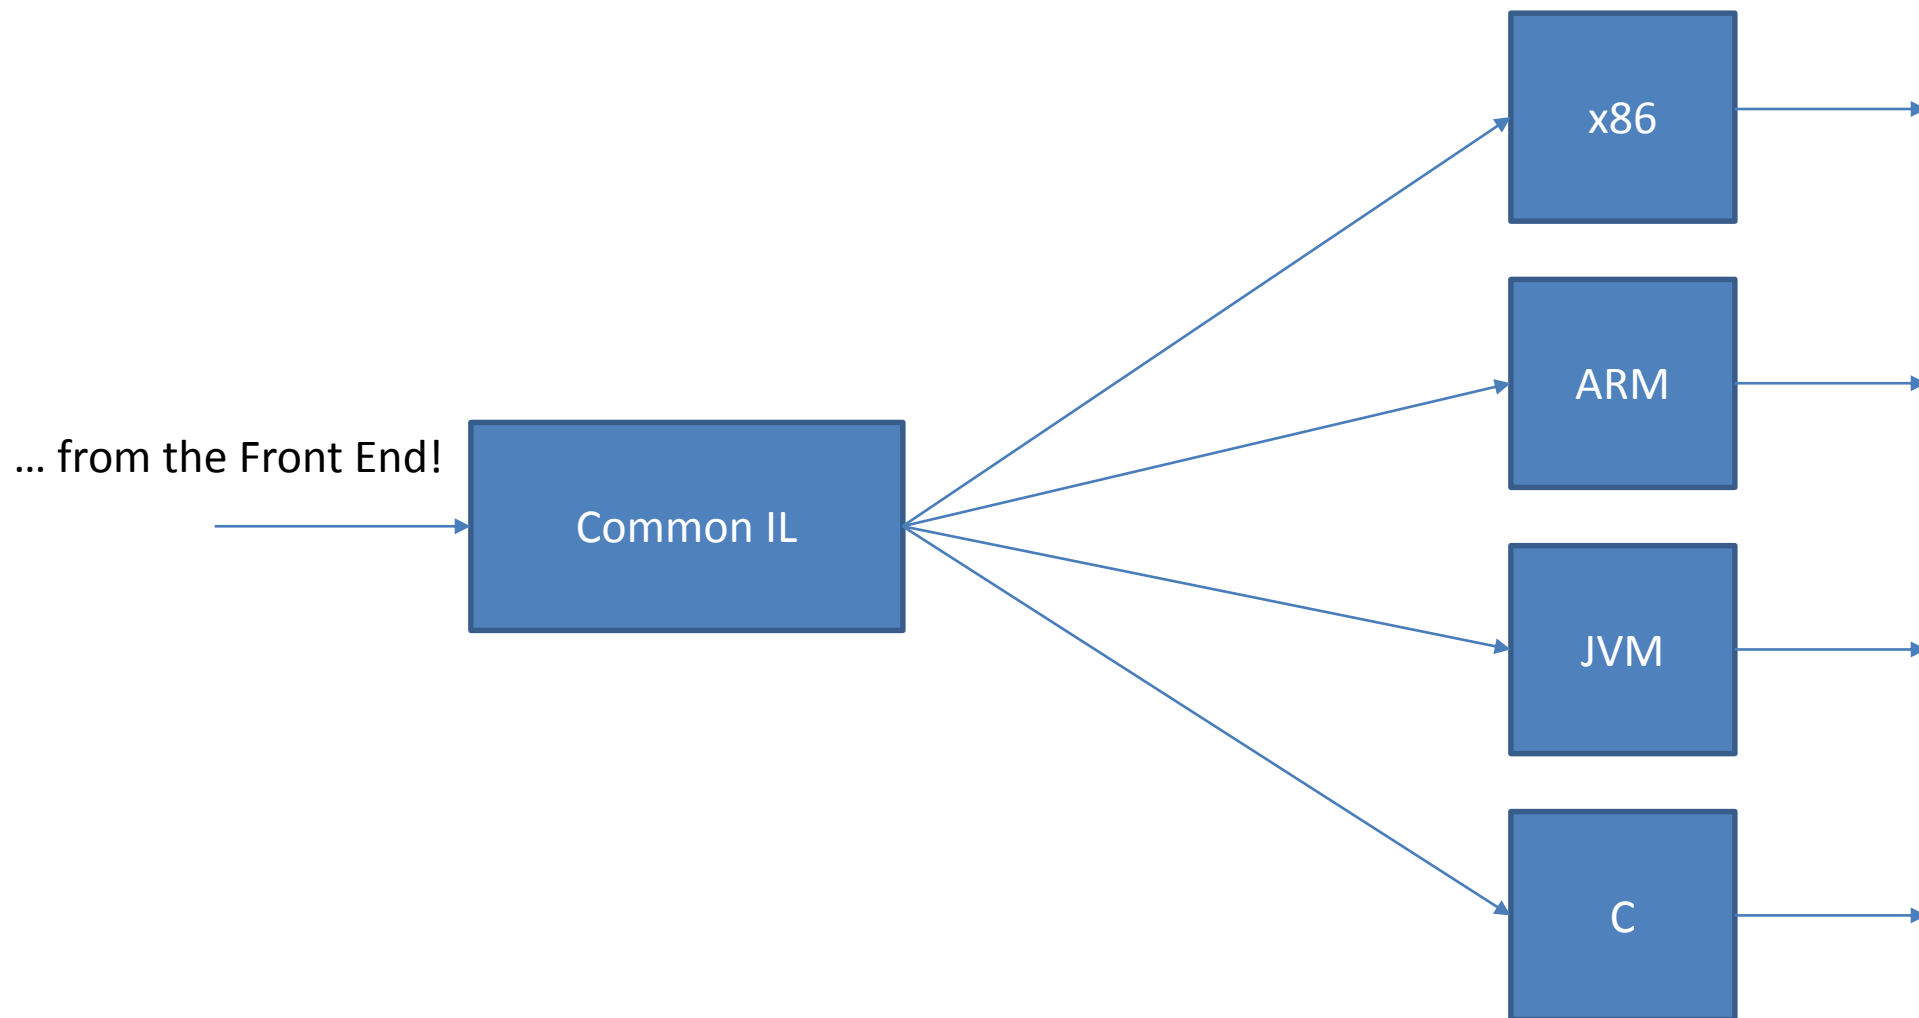 x86
ARM
... from the Front End!
Common IL
JVM
C